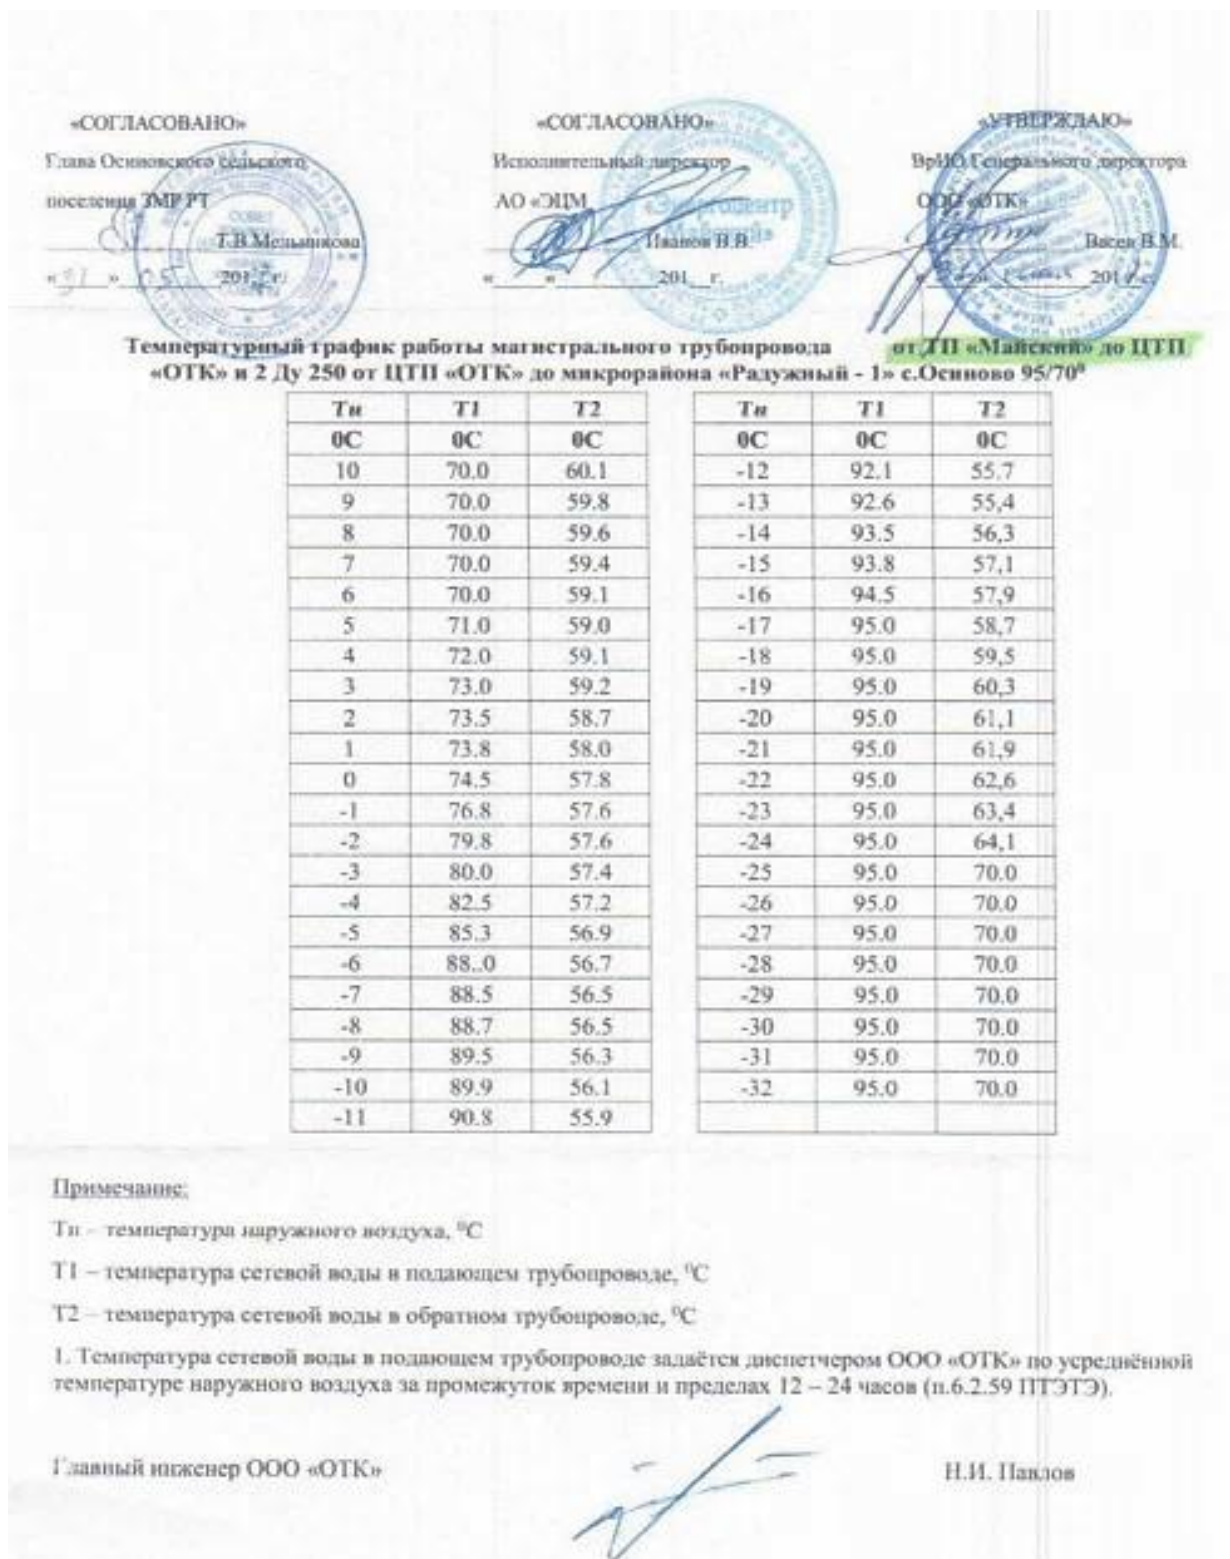 «СОГЛАСОВАНО» «СОГЛАСОВАНО» «УТВЕРЖДАЮ»
Глава Осиновского сельского Исполнительный директор ВрИО Генерального директора
поселения ЗМР РТ АО «ЭЦМ ООО «ОТК»
Т.В Мельникова Иванов В.В. Васев В.М.
«31» 05 201 г. «____« 201__г. 201 г.
Энергоцентр
«Майский»
Температурный график работы магистрального трубопровода от ТП «Майский» до ЦТП
«ОТК» и 2 Ду 250 от ЦТП «ОТК» до микрорайона «Радужный - 1» с.Осиново 95/70⁰
Тн Т1 Т2 Тн Т1 Т2
0С 0С 0С 0С 0С 0С
10 70.0 60.1 -12 92.1 55.7
9 70.0 59.8 -13 92.6 55,4
8 70.0 59.6 -14 93.5 56,3
7 70.0 59.4 -15 93.8 57,1
6 70.0 59.1 -16 94.5 57,9
5 71.0 59.0 -17 95.0 58,7
4 72.0 59.1 -18 95.0 59,5
3 73.0 59.2 -19 95.0 60,3
2 73.5 58.7 -20 95.0 61,1
1 73.8 58.0 -21 95.0 61,9
0 74.5 57.8 -22 95.0 62,6
-1 76.8 57.6 -23 95.0 63,4
-2 79.8 57.6 -24 95.0 64,1
-3 80.0 57.4 -25 95.0 70.0
-4 82.5 57.2 -26 95.0 70.0
-5 85.3 56.9 -27 95.0 70.0
-6 88..0 56.7 -28 95.0 70.0
-7 88.5 56.5 -29 95.0 70.0
-8 88.7 56.5 -30 95.0 70.0
-9 89.5 56.3 -31 95.0 70.0
-10 89.9 56.1 -32 95.0 70.0
-11 90.8 55.9
Примечание:
Тн – температура наружного воздуха, ⁰С
Т1 – температура сетевой воды в подающем трубопроводе, ⁰С
Т2 – температура сетевой воды в обратном трубопроводе, ⁰С
1. Температура сетевой воды в подающем трубопроводе задаётся диспетчером ООО «ОТК» по усреднённой
температуре наружного воздуха за промежуток времени и пределах 12 – 24 часов (п.6.2.59 ПТЭТЭ).
Главный инженер ООО «ОТК» Н.И. Павлов